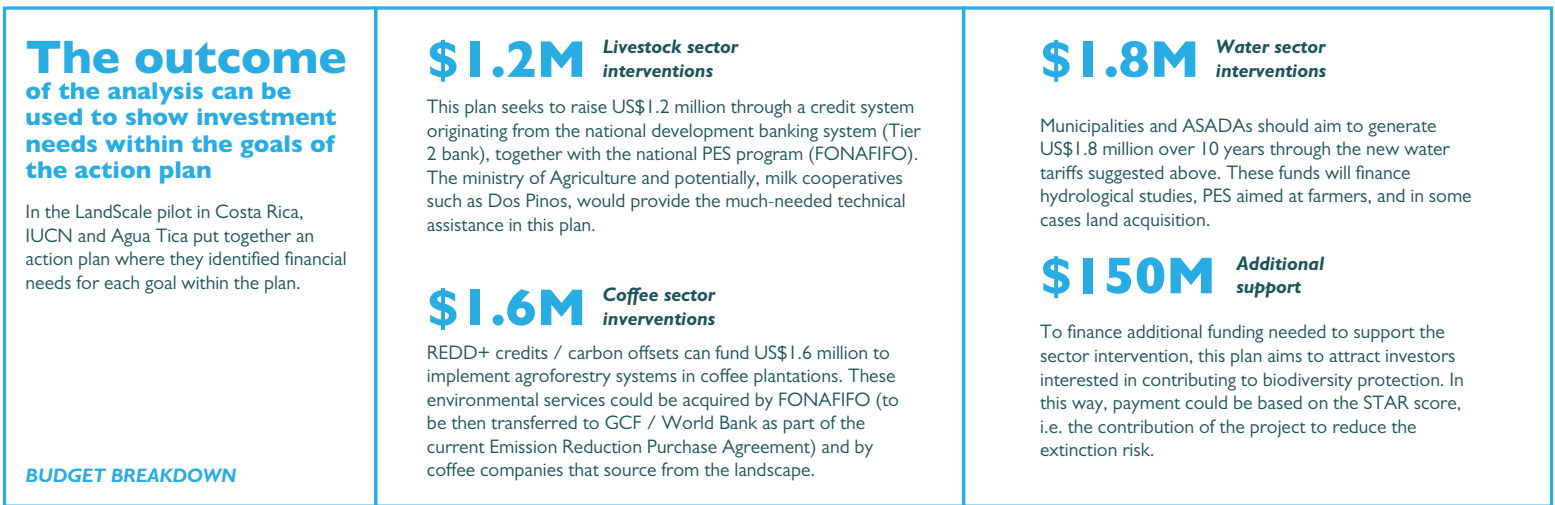 The outcome
of the analysis can be
used to show investment
needs within the goals of
the action plan
In the LandScale pilot in Costa Rica,
IUCN and Agua Tica put together an
action plan where they identified financial
needs for each goal within the plan.
BUDGET BREAKDOWN
$1.2M Livestock sector
interventions
This plan seeks to raise US$1.2 million through a credit system
originating from the national development banking system (Tier
2 bank), together with the national PES program (FONAFIFO).
The ministry of Agriculture and potentially, milk cooperatives
such as Dos Pinos, would provide the much-needed technical
assistance in this plan.
$1.6M Coffee sector
inverventions
REDD+ credits / carbon offsets can fund US$1.6 million to
implement agroforestry systems in coffee plantations. These
environmental services could be acquired by FONAFIFO (to
be then transferred to GCF / World Bank as part of the
current Emission Reduction Purchase Agreement) and by
coffee companies that source from the landscape.
$1.8M Water sector
interventions
Municipalities and ASADAs should aim to generate
US$1.8 million over 10 years through the new water
tariffs suggested above. These funds will finance
hydrological studies, PES aimed at farmers, and in some
cases land acquisition.
$150M Additional
support
To finance additional funding needed to support the
sector intervention, this plan aims to attract investors
interested in contributing to biodiversity protection. In
this way, payment could be based on the STAR score,
i.e. the contribution of the project to reduce the
extinction risk.